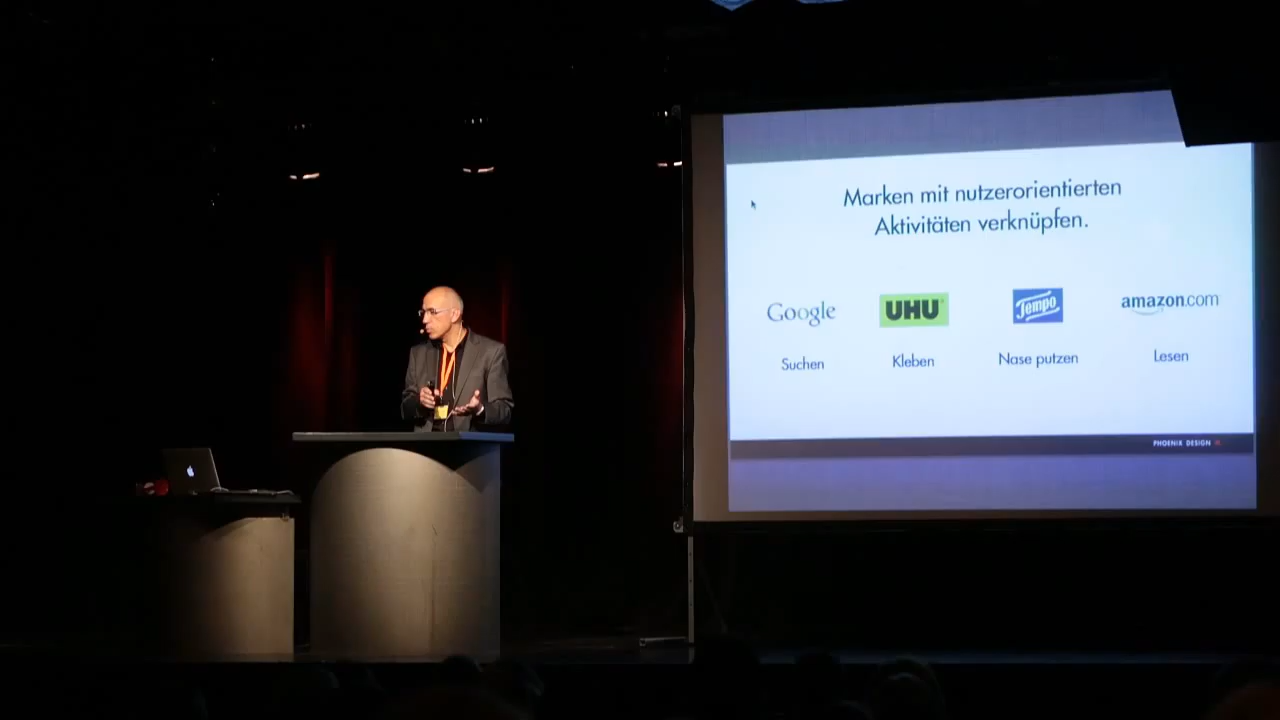 Marken mit nutzerorientierten
Aktivitäten verknüpfen.
Google
UHU
Tempo
amazon.com
Suchen
Kleben
Nase putzen
Lesen
PHOENIX DESIGN